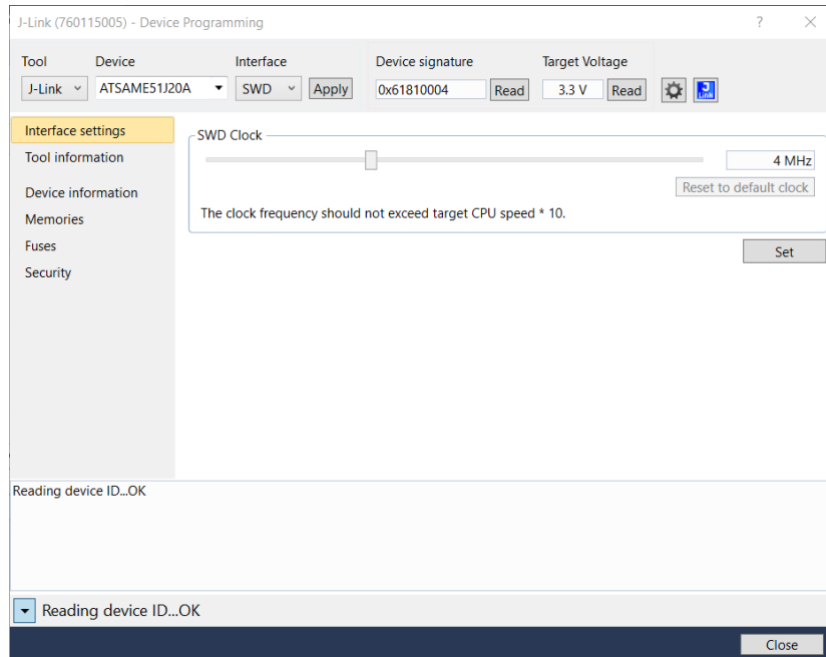 J-Link (760115005) - Device Programming
Tool Device Interface Device signature Target Voltage
J-Link ATSAME51J20A SWD Apply 0x61810004 Read 3.3 V Read
Interface settings
Tool information
Device information
Memories
Fuses
Security
SWD Clock
4 MHz
Reset to default clock
The clock frequency should not exceed target CPU speed * 10.
Set
Reading device ID...OK
Reading device ID...OK
Close